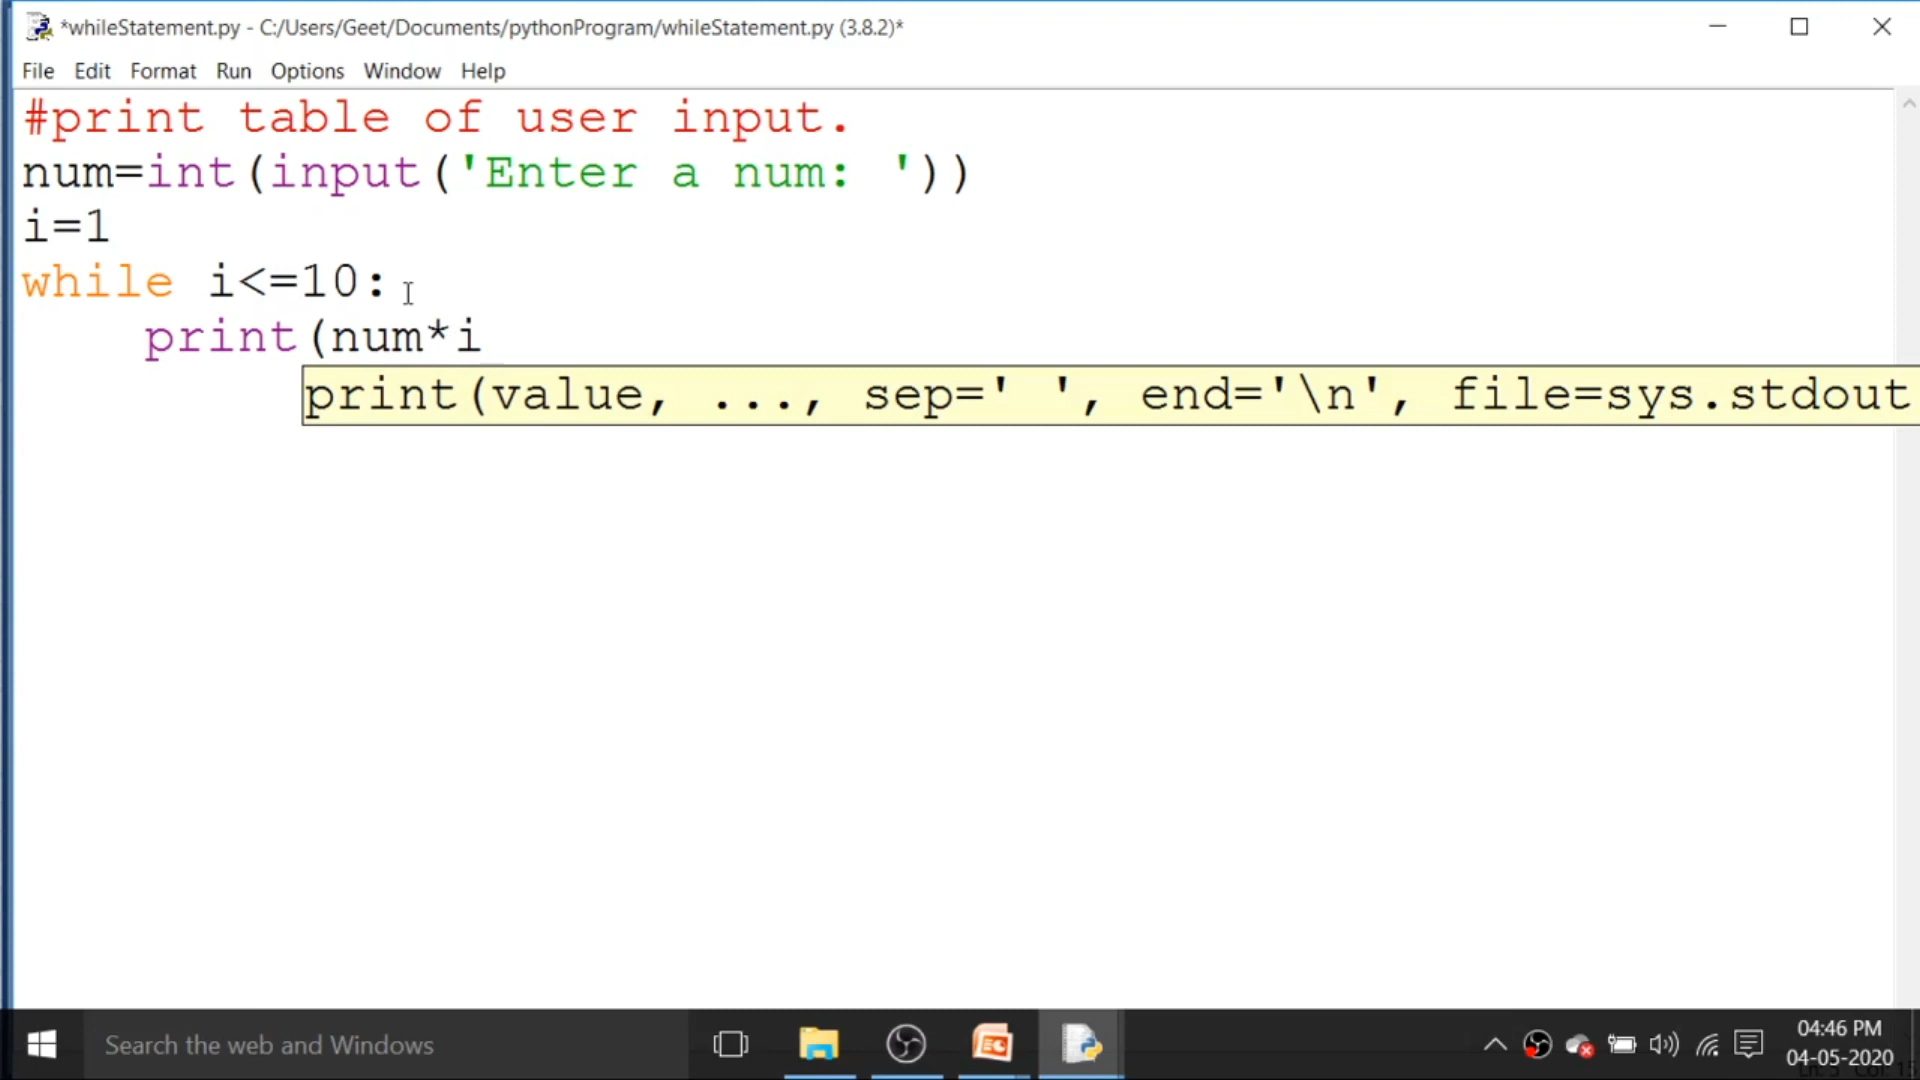 *whileStatement.py - C:/Users/Geet/Documents/pythonProgram/whileStatement.py (3.8.2)*
File Edit Format Run Options Window Help
#print table of user input.
num=int(input('Enter a num: '))
i=1
while i<=10:
print(num*i
print(value, ..., sep=' ', end='\n', file=sys.stdout
Search the web and Windows
04:46 PM
04-05-2020